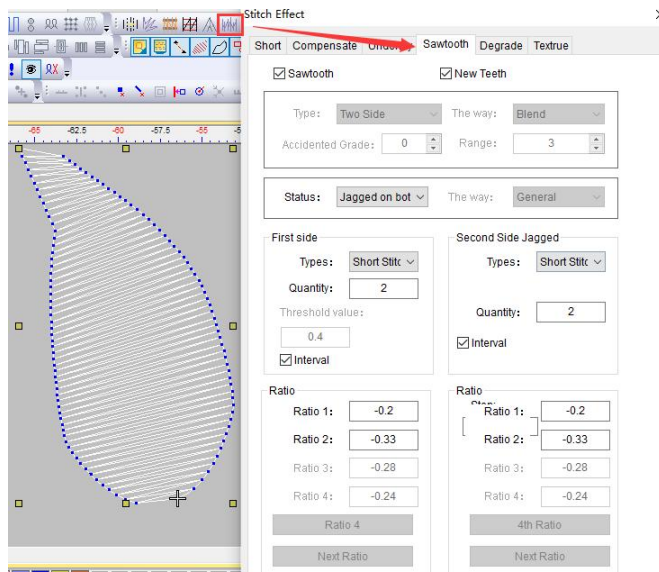 Stitch Effect
Short Compensate Sawtooth Degrade Textrue
Sawtooth New Teeth
Type: Two Side The way: Blend
Accidented Grade: 0 Range: 3
Status: Jagged on bot The way: General
-65 -62.5 -60 -57.5 -55
First side Second Side Jagged
Types: Short Stitc Types: Short Stitc
Quantity: 2
Threshold value: Quantity: 2
0.4 Interval
Interval
Ratio Ratio
Ratio 1: -0.2 Ratio 1: -0.2
Ratio 2: -0.33 Ratio 2: -0.33
Ratio 3: -0.28 Ratio 3: -0.28
Ratio 4: -0.24 Ratio 4: -0.24
Ratio 4 4th Ratio
Next Ratio Next Ratio